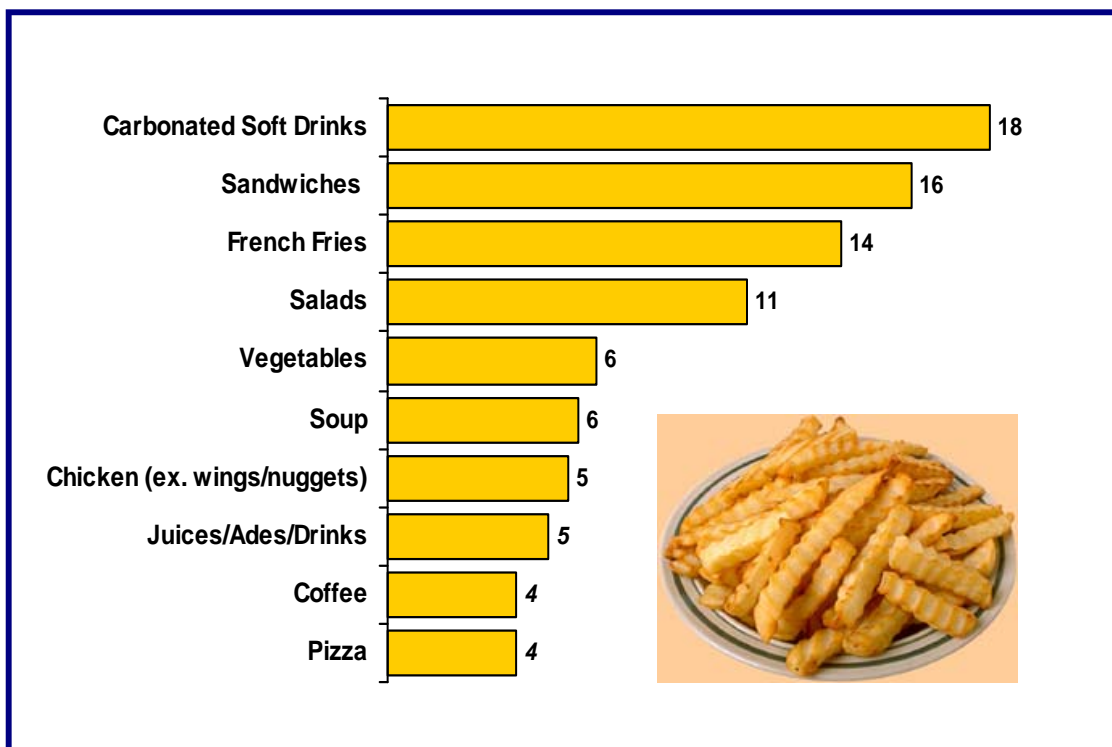 Carbonated Soft Drinks 18
Sandwiches 16
French Fries 14
Salads 11
Vegetables 6
Soup 6
Chicken (ex. wings/nuggets) 5
Juices/Ades/Drinks 5
Coffee 4
Pizza 4